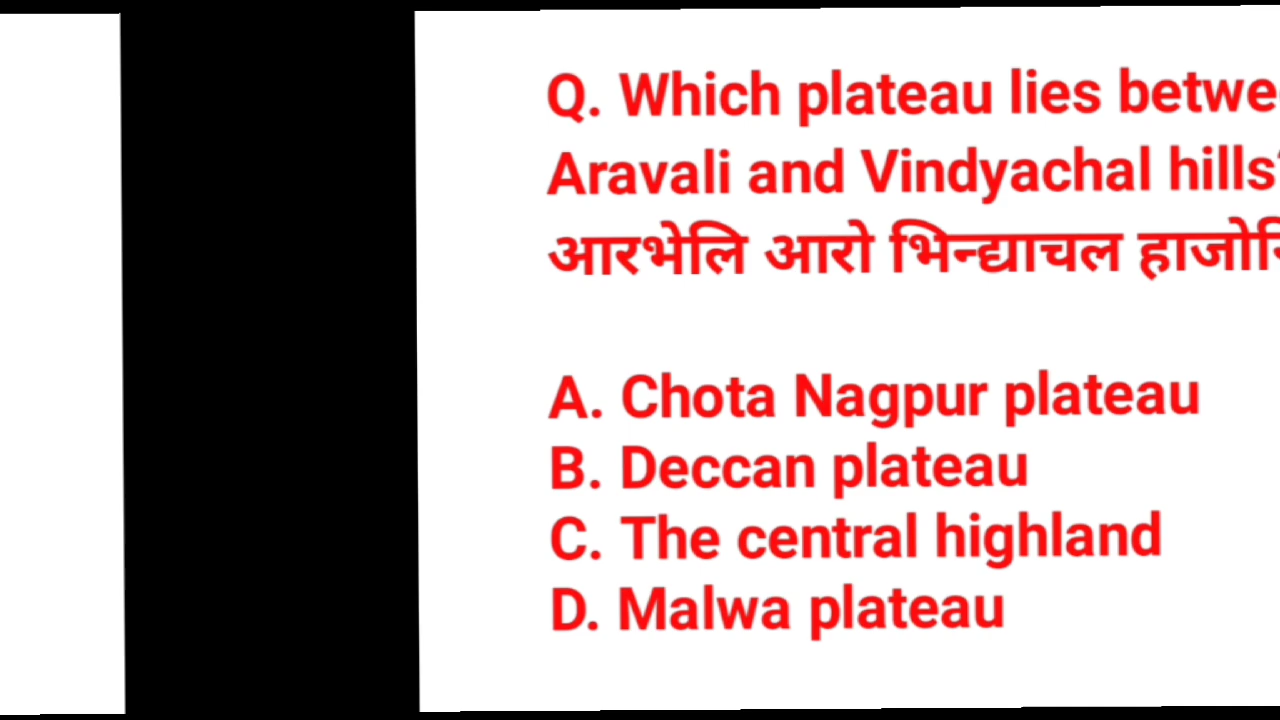 Q. Which plateau lies betwe
Aravali and Vindyachal hills
आरभेलि आरो भिन्द्याचल
A. Chota Nagpur plateau
B. Deccan plateau
C. The central highland
D. Malwa plateau